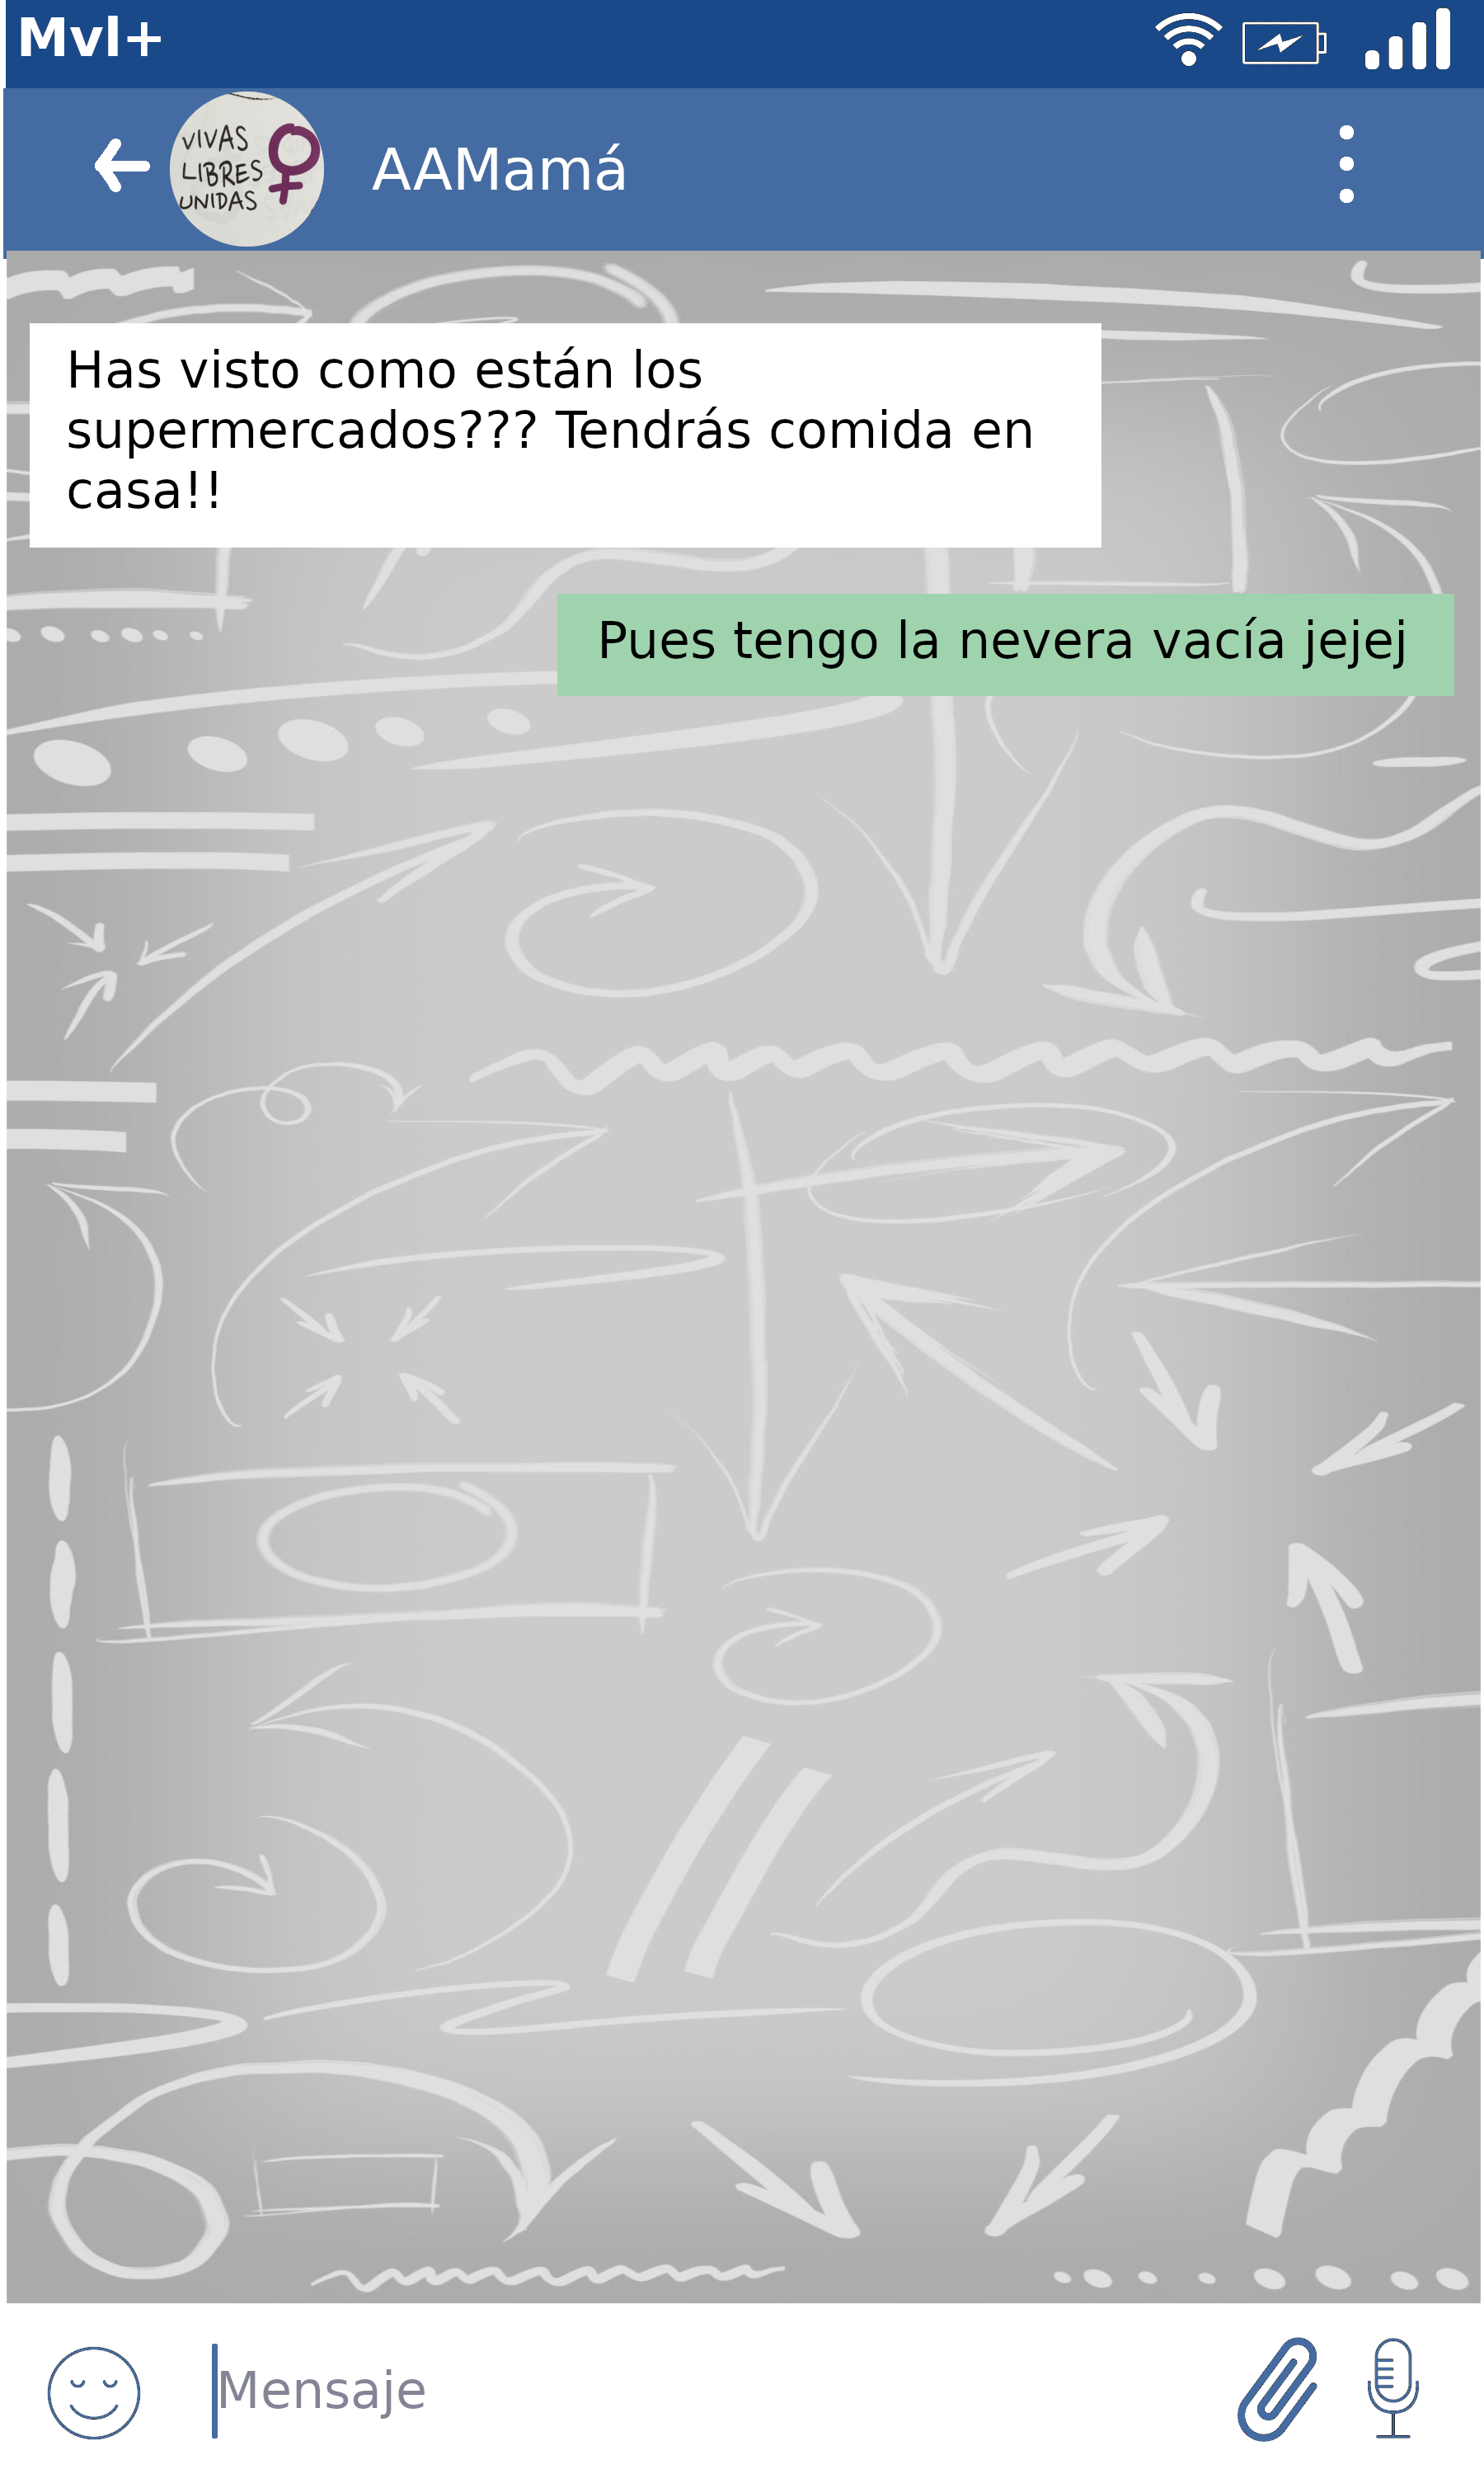 Mvl+
VIVAS
LIBRES
UNIDAS
AAMamá
Has visto como están los
supermercados??? Tendrás comida en
casa!!
Pues tengo la nevera vacía jejej
Mensaje